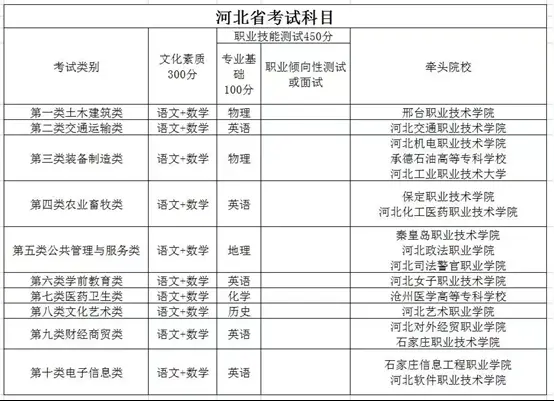 河北省考试科目
考试类别
文化素质
300分
职业技能测试450分
专业基
础
100分
职业倾向性测试
或面试
牵头院校
第一类土木建筑类 语文+数学 物理 邢台职业技术学院
第二类交通运输类 语文+数学 英语 河北交通职业技术学院
第三类装备制造类 语文+数学 物理
河北机电职业技术学院
承德石油高等专科学校
河北工业职业技术大学
第四类农业畜牧类 语文+数学 英语
保定职业技术学院
河北化工医药职业技术学院
第五类公共管理与服务类 语文+数学 地理
秦皇岛职业技术学院
河北政法职业学院
河北司法警官职业学院
第六类学前教育类 语文+数学 英语 河北女子职业技术学院
第七类医药卫生类 语文+数学 化学 沧州医学高等专科学校
第八类文化艺术类 语文+数学 历史 河北艺术职业学院
第九类财经商贸类 语文+数学 英语
河北对外经贸职业学院
石家庄职业技术学院
第十类电子信息类 语文+数学 英语
石家庄信息工程职业学院
河北软件职业技术学院